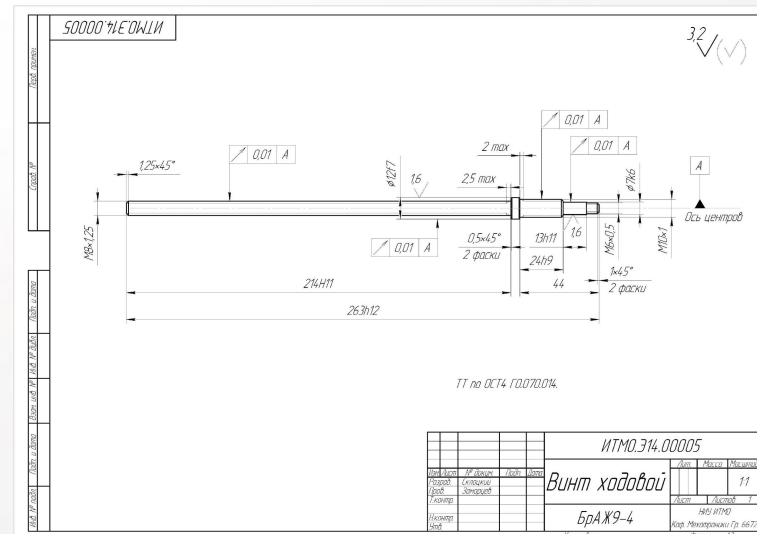 ИТМО.314.00005
3,2
Перв. примен.
Справ. №
Подп. и дата
Инв. № дубл.
Взам. инв. №
Подп. и дата
Инв. № подл.
0,01 А
2 max
0,01 А
0,01 А
А
1,25×45°
Ø12f7
1,6
2,5 max
Ø7k6
Ось центров
М8×1,25
0,01 А
0,5×45°
2 фаски
13h11
1,6
М6×0,5
М10×1
24h9
1×45°
2 фаски
214Н11
44
263h12
ТТ по ОСТ4 ГО.070.014.
ИТМО.314.00005
Изм. Лист № докум. Подп. Дата
Разраб.
Пров. Заморуев
Т.контр.
Н.контр.
Утв.
Винт ходовой
Лит. Масса Масштаб
1:1
Лист Листов 1
БрАЖ9-4
НИУ ИТМО
Каф. Мехатроники Гр. 6672